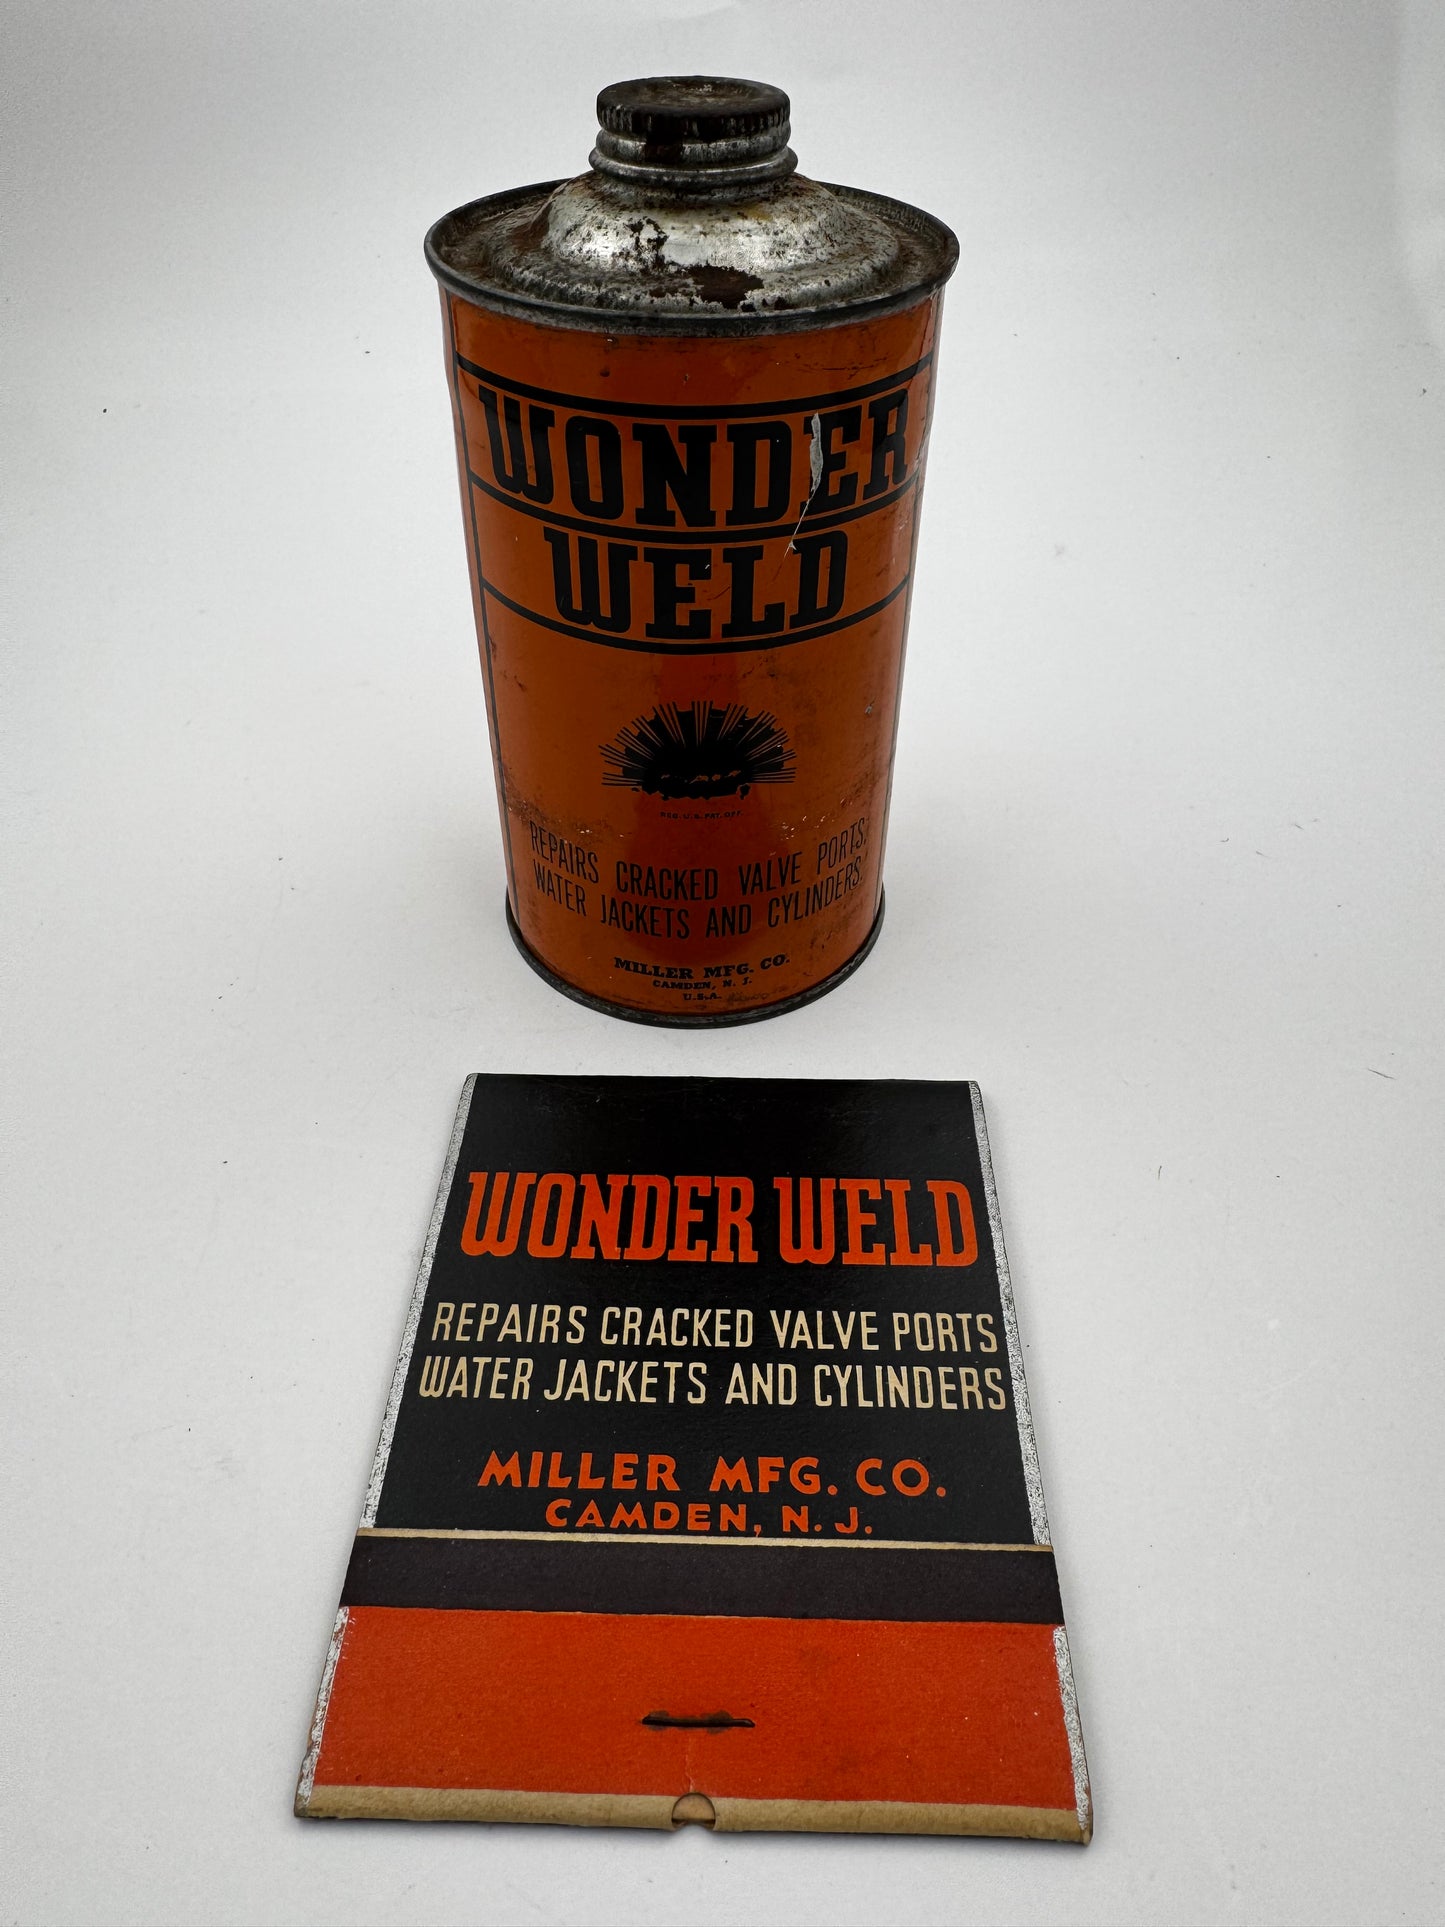 WONDER
WELD
REG. U.S. PAT. OFF.
REPAIRS CRACKED VALVE PORTS,
WATER JACKETS AND CYLINDERS.
MILLER MFG. CO.
CAMDEN, N. J.
U.S.A.
WONDER WELD
REPAIRS CRACKED VALVE PORTS
WATER JACKETS AND CYLINDERS
MILLER MFG. CO.
CAMDEN, N. J.